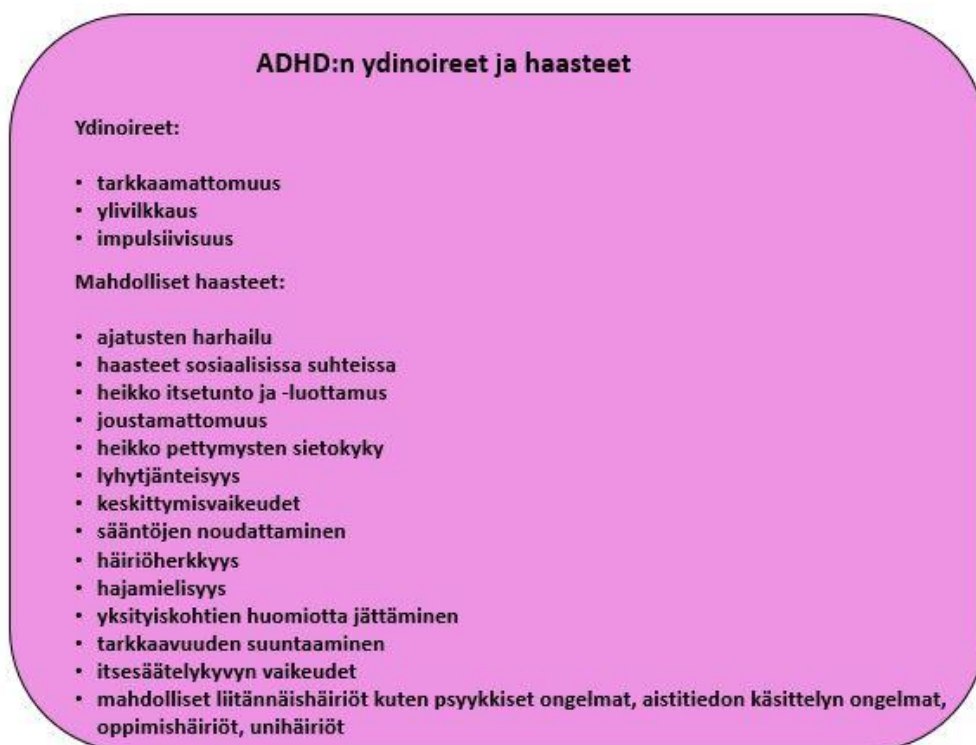 ADHD:n ydinoireet ja haasteet
Ydinoireet:
• tarkkaamattomuus
• ylivilkkaus
• impulsiivisuus
Mahdolliset haasteet:
• ajatusten harhailu
• haasteet sosiaalisissa suhteissa
• heikko itsetunto ja -luottamus
• joustamattomuus
• heikko pettymysten sietokyky
• lyhytjänteisyys
• keskittymisvaikeudet
• sääntöjen noudattaminen
• häiriöherkkyys
• hajamielisyys
• yksityiskohtien huomiotta jättäminen
• tarkkaavuuden suuntaaminen
• itsesäätelykyvyn vaikeudet
• mahdolliset liitännäishäiriöt kuten psyykkiset ongelmat, aistitiedon käsittelyn ongelmat,
oppimishäiriöt, unihäiriöt